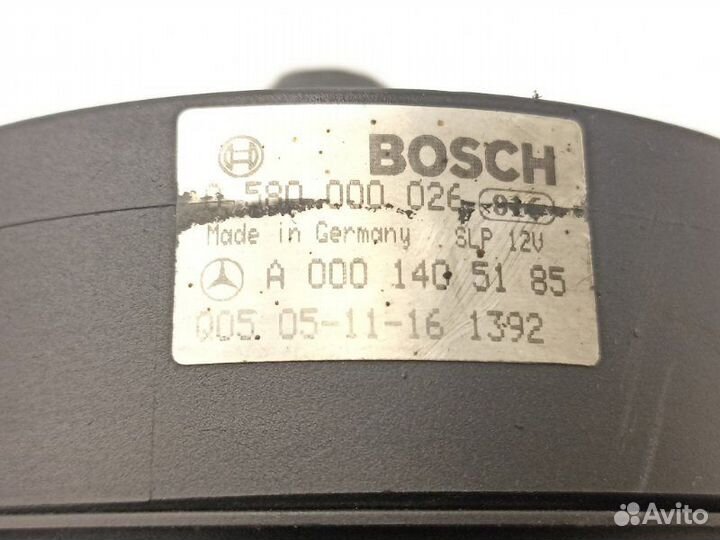 BOSCH
0 580 000 026 816
Made in Germany SLP 12V
A 000 140 51 85
Q05 05-11-16 1392
Avito